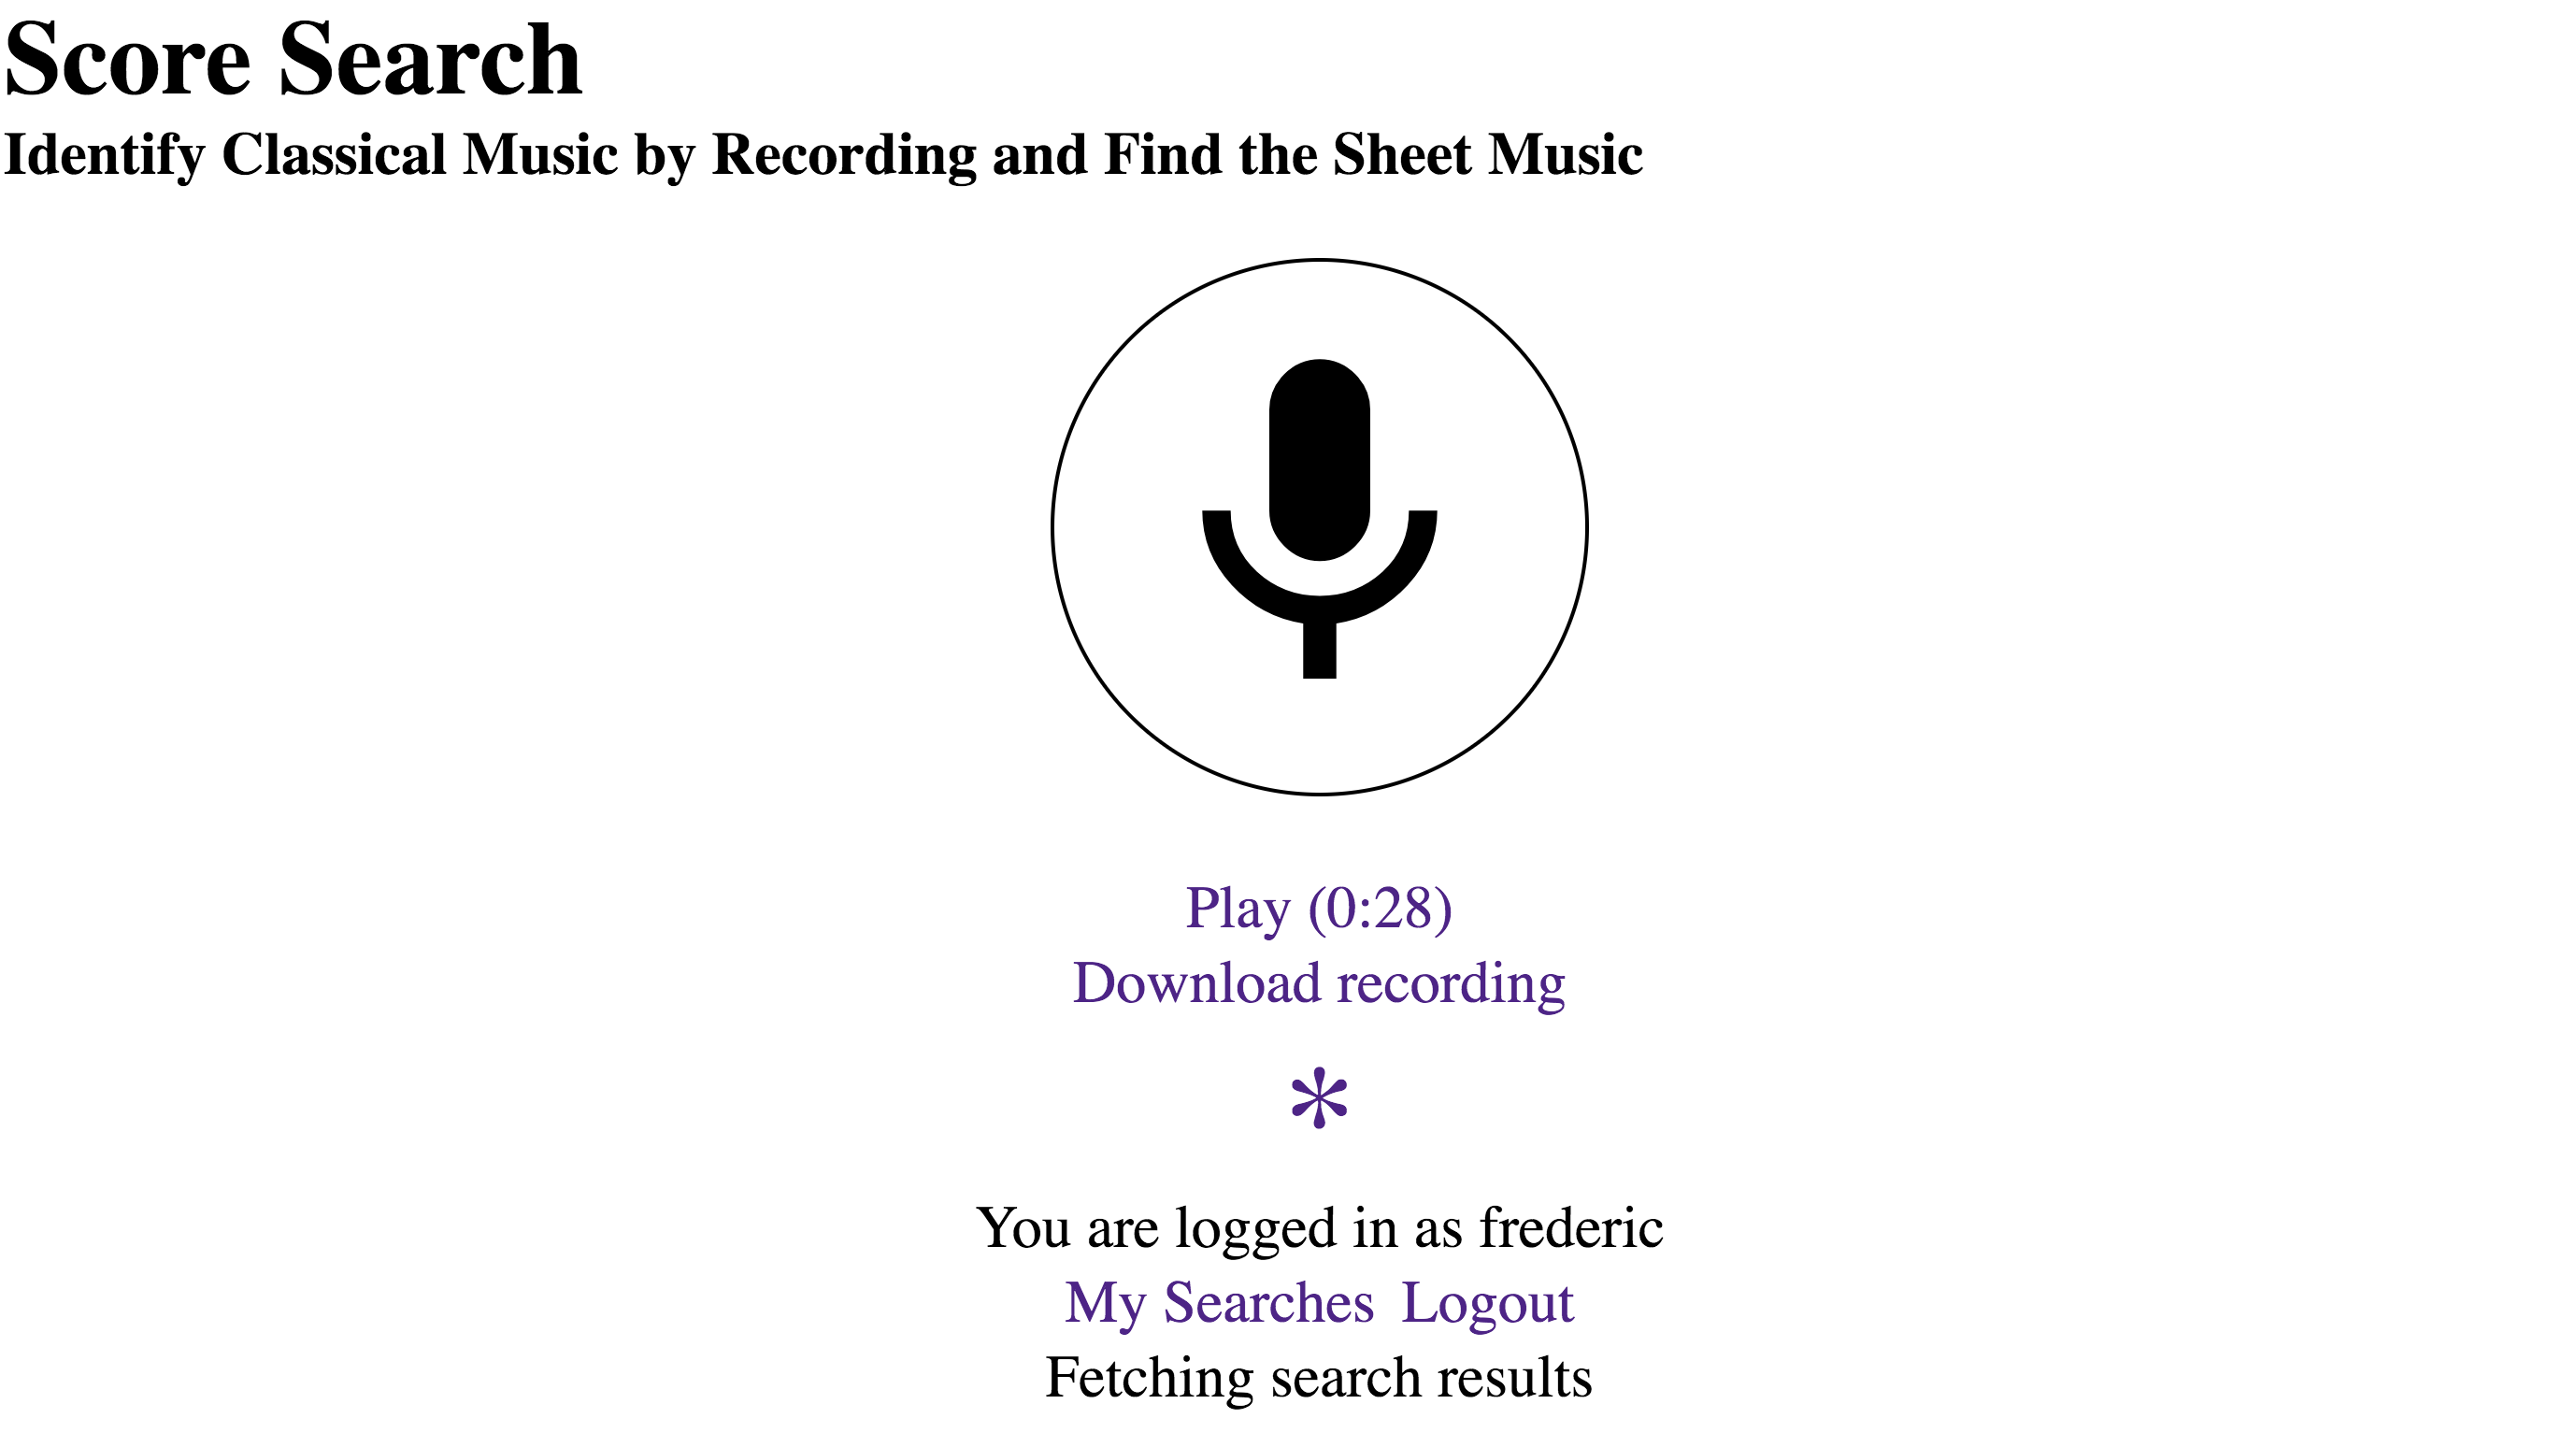 Score Search
Identify Classical Music by Recording and Find the Sheet Music
Play (0:28)
Download recording
*
You are logged in as frederic
My Searches Logout
Fetching search results